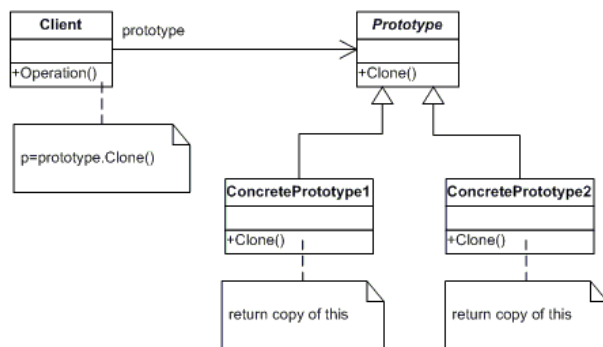 Client
prototype
Prototype
+Operation()
+Clone()
p=prototype.Clone()
ConcretePrototype1
ConcretePrototype2
+Clone()
+Clone()
return copy of this
return copy of this